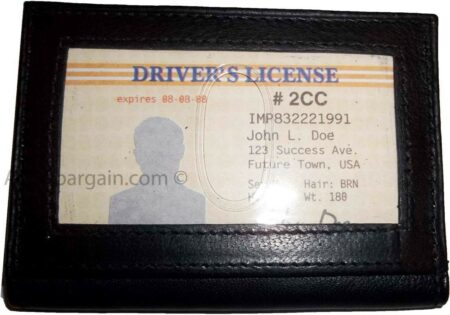 DRIVER'S LICENSE
expires 08-08-88
# 2CC
IMP832221991
John L. Doe
123 Success Ave.
Future Town, USA
Hair: BRN
Wt. 180
bargain.com ©